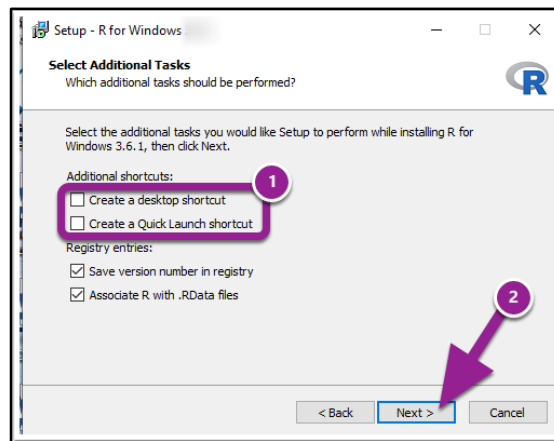 Setup - R for Windows
Select Additional Tasks
Which additional tasks should be performed?
R
Select the additional tasks you would like Setup to perform while installing R for
Windows 3.6.1, then click Next.
Additional shortcuts:
1
Create a desktop shortcut
Create a Quick Launch shortcut
Registry entries:
Save version number in registry
Associate R with .RData files
2
< Back Next > Cancel